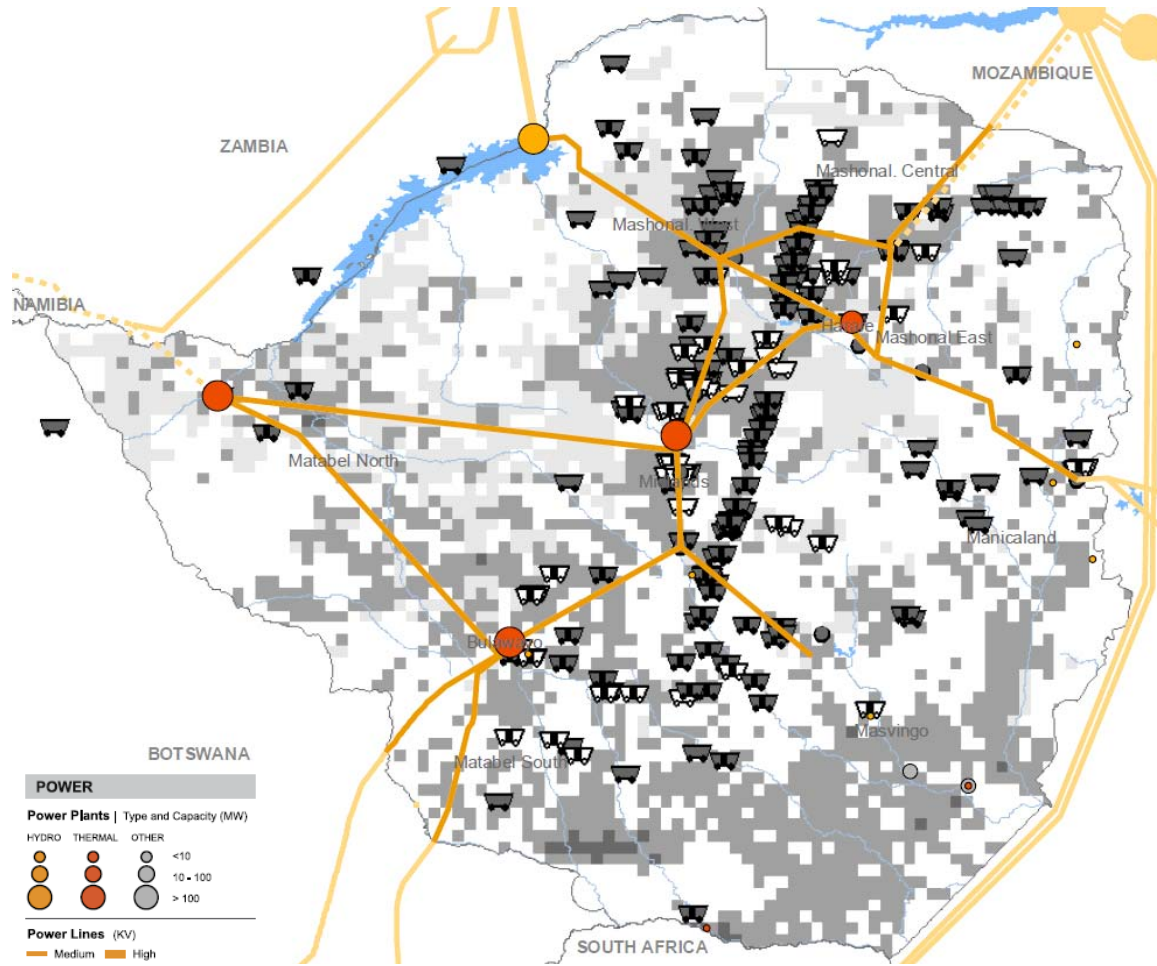 MOZAMBIQUE
ZAMBIA
Mashonal. Central
Mashonal. West
NAMIBIA
Harare
Mashonal East
Matabel North
Midlands
Manicaland
Bulawayo
Masvingo
BOTSWANA
Matabel South
POWER
Power Plants | Type and Capacity (MW)
HYDRO THERMAL OTHER
<10
10 - 100
> 100
Power Lines (KV)
Medium High
SOUTH AFRICA